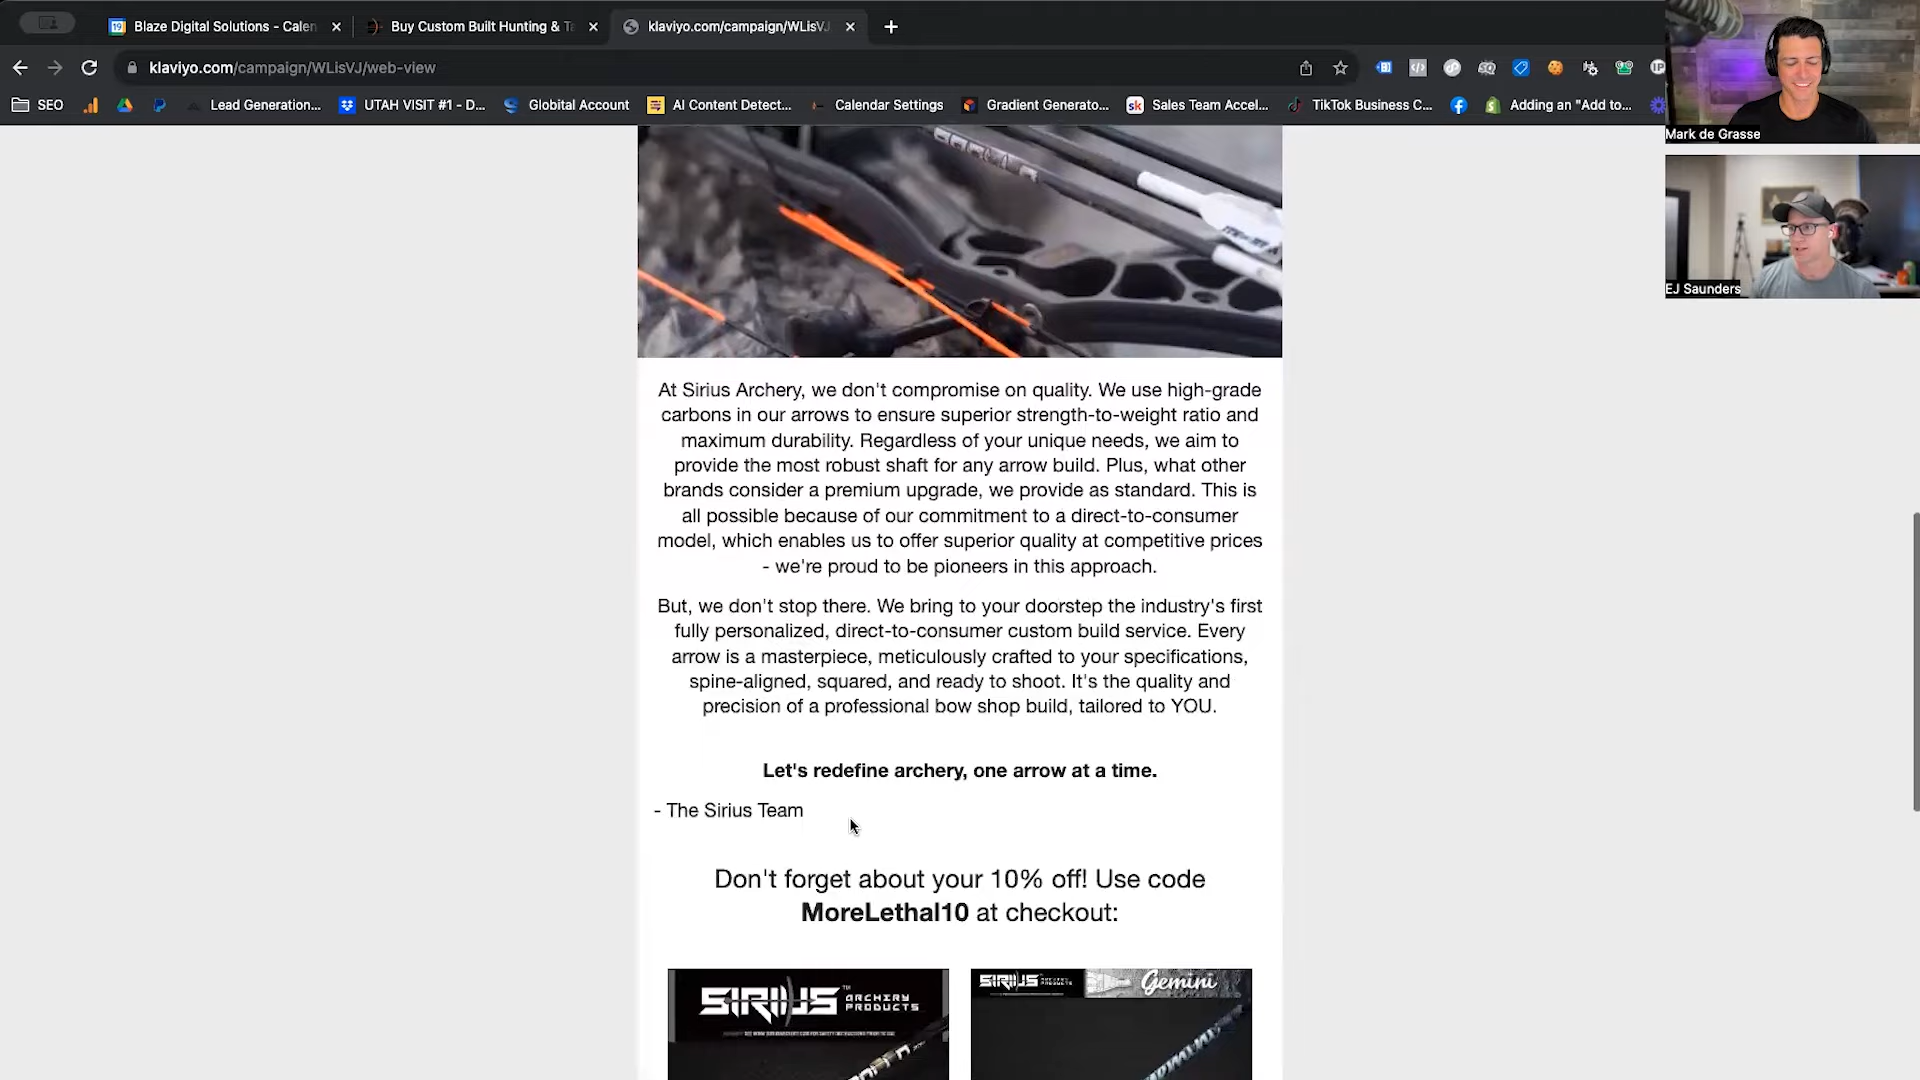 19 Blaze Digital Solutions - Calen
Buy Custom Built Hunting & Ta
klaviyo.com/campaign/WLisVJ
klaviyo.com/campaign/WLisVJ/web-view
SEO
Lead Generation...
UTAH VISIT #1 - D...
Globital Account
AI Content Detect...
Calendar Settings
Gradient Generato...
sk Sales Team Accel...
TikTok Business C...
Adding an "Add to...
Mark de Grasse
EJ Saunders
At Sirius Archery, we don't compromise on quality. We use high-grade
carbons in our arrows to ensure superior strength-to-weight ratio and
maximum durability. Regardless of your unique needs, we aim to
provide the most robust shaft for any arrow build. Plus, what other
brands consider a premium upgrade, we provide as standard. This is
all possible because of our commitment to a direct-to-consumer
model, which enables us to offer superior quality at competitive prices
- we're proud to be pioneers in this approach.
But, we don't stop there. We bring to your doorstep the industry's first
fully personalized, direct-to-consumer custom build service. Every
arrow is a masterpiece, meticulously crafted to your specifications,
spine-aligned, squared, and ready to shoot. It's the quality and
precision of a professional bow shop build, tailored to YOU.
Let's redefine archery, one arrow at a time.
- The Sirius Team
Don't forget about your 10% off! Use code
MoreLethal10 at checkout:
SIRIUS™ ARCHERY
PRODUCTS
SIRIUS ARCHERY
PRODUCTS
Gemini